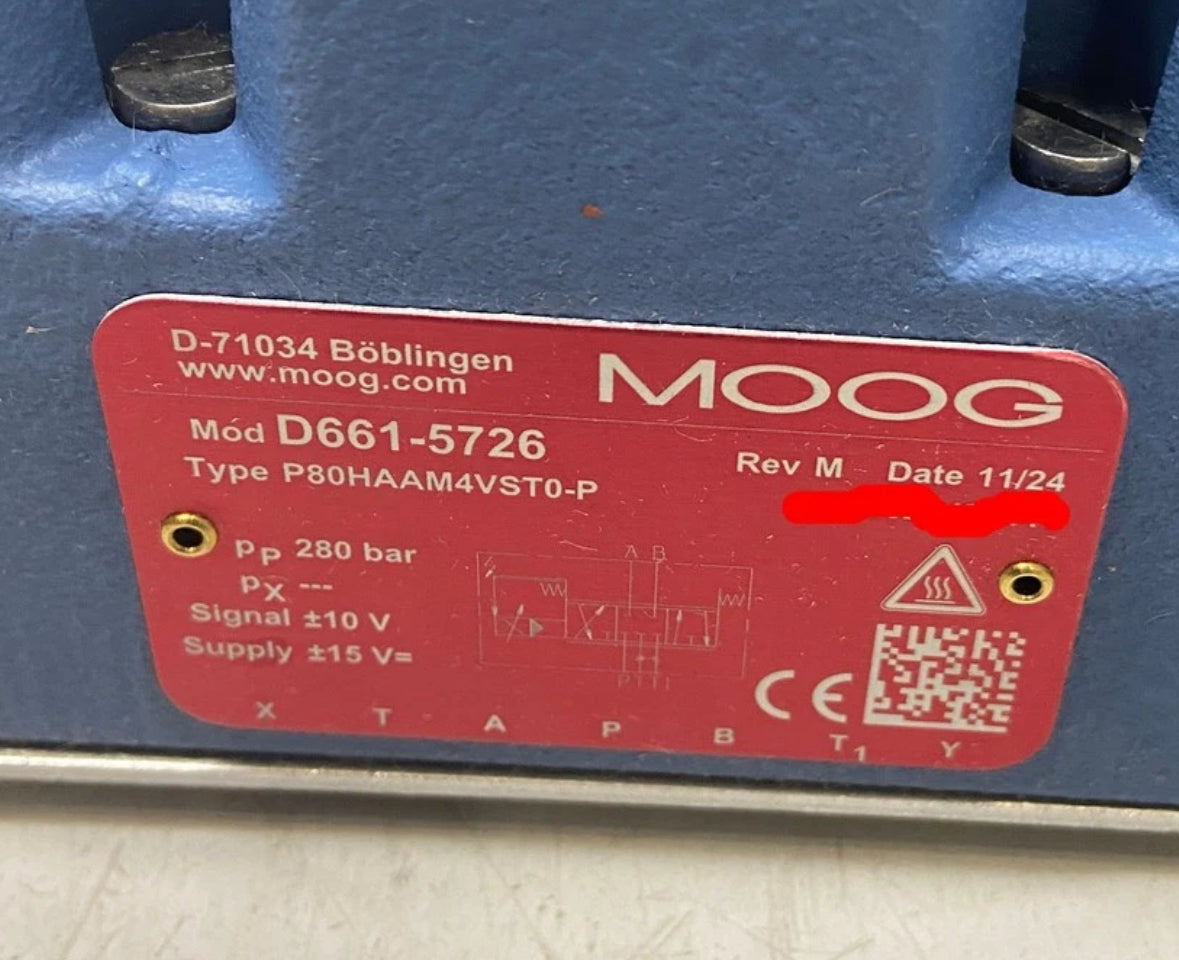 D-71034 Böblingen
www.moog.com
MOOG
Mód D661-5726
Type P80HAAM4VST0-P
Rev M Date 11/24
pP 280 bar
pX ---
Signal ±10 V
Supply ±15 V=
A B
CE
X T A P B T1 Y